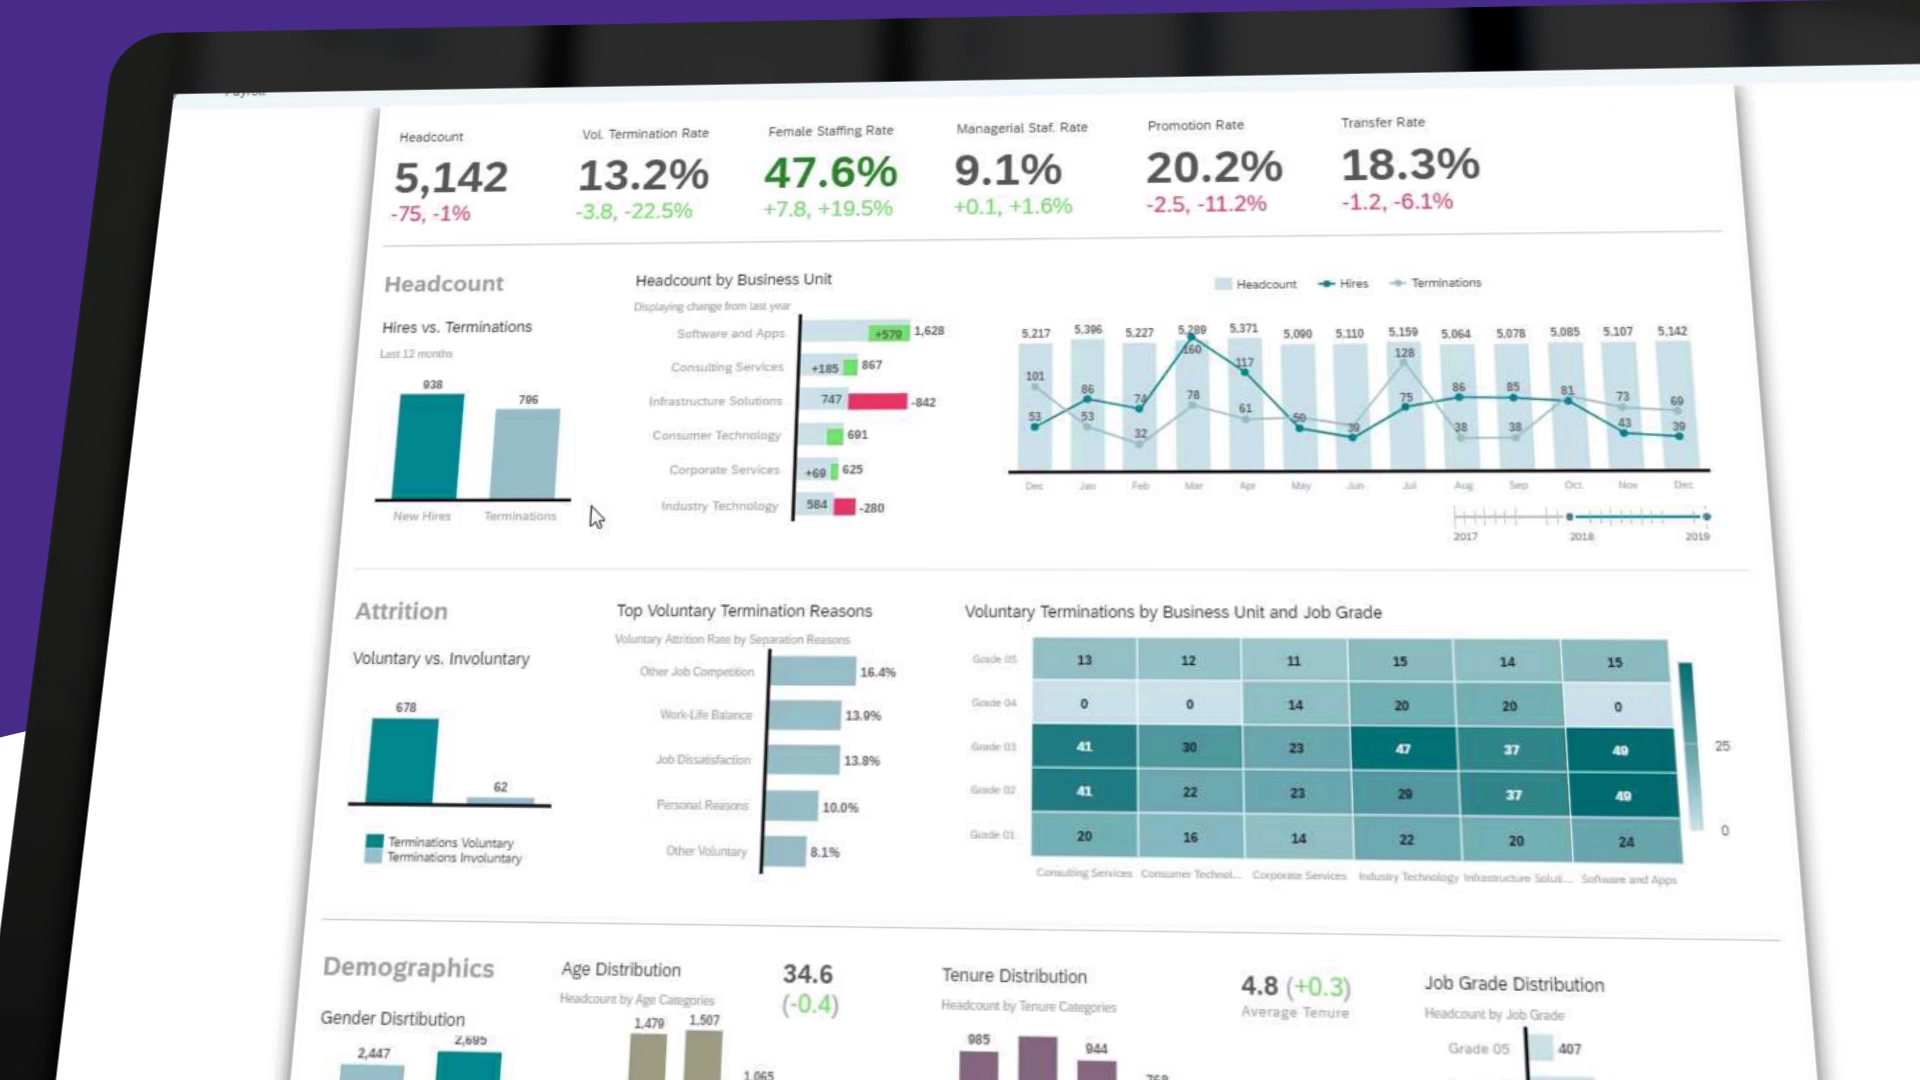 Headcount
5,142
-75, -1%
Vol. Termination Rate
13.2%
-3.8, -22.5%
Female Staffing Rate
47.6%
+7.8, +19.5%
Managerial Staf. Rate
9.1%
+0.1, +1.6%
Promotion Rate
20.2%
-2.5, -11.2%
Transfer Rate
18.3%
-1.2, -6.1%
Headcount
Hires vs. Terminations
Last 12 months
938
796
New Hires Terminations
Headcount by Business Unit
Displaying change from last year
Software and Apps +579 1,628
Consulting Services +185 867
Infrastructure Solutions 747 -842
Consumer Technology 691
Corporate Services +69 625
Industry Technology 584 -280
Headcount Hires Terminations
5,217 5,396 5,227 5,289 5,371 5,090 5,110 5,159 5,064 5,078 5,085 5,107 5,142
101 86 74 160 117 50 39 128 86 85 81 73 69
53 53 32 78 61 75 38 38 43 39
Dec Jan Feb Mar Apr May Jun Jul Aug Sep Oct Nov Dec
2017 2018 2019
Attrition
Voluntary vs. Involuntary
678
62
Terminations Voluntary
Terminations Involuntary
Top Voluntary Termination Reasons
Voluntary Attrition Rate by Separation Reasons
Other Job Competition 16.4%
Work-Life Balance 13.9%
Job Dissatisfaction 13.8%
Personal Reasons 10.0%
Other Voluntary 8.1%
Voluntary Terminations by Business Unit and Job Grade
Grade 05 13 12 11 15 14 15
Grade 04 0 0 14 20 20 0
Grade 03 41 30 23 47 37 49
Grade 02 41 22 23 29 37 49
Grade 01 20 16 14 22 20 24
Consulting Services Consumer Technol... Corporate Services Industry Technology Infrastructure Soluti... Software and Apps
25
0
Demographics
Gender Disrtibution
2,447
2,695
Age Distribution
Headcount by Age Categories
34.6
(-0.4)
1,479
1,507
1,065
Tenure Distribution
Headcount by Tenure Categories
985
944
4.8 (+0.3)
Average Tenure
Job Grade Distribution
Headcount by Job Grade
Grade 05 407